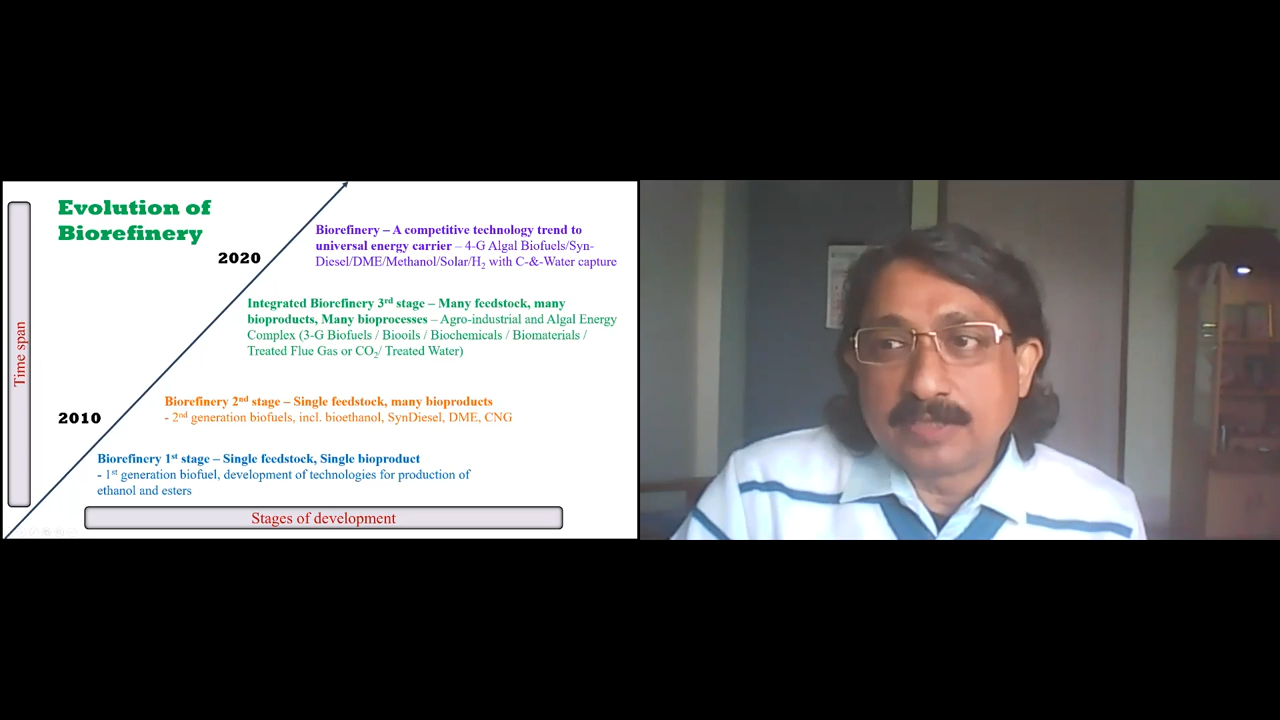 Evolution of
Biorefinery
2020
Biorefinery – A competitive technology trend to
universal energy carrier – 4-G Algal Biofuels/Syn-
Diesel/DME/Methanol/Solar/H₂ with C-&-Water capture
Integrated Biorefinery 3rd stage – Many feedstock, many
bioproducts, Many bioprocesses – Agro-industrial and Algal Energy
Complex (3-G Biofuels / Biooils / Biochemicals / Biomaterials /
Treated Flue Gas or CO₂/ Treated Water)
Time span
Biorefinery 2nd stage – Single feedstock, many bioproducts
- 2nd generation biofuels, incl. bioethanol, SynDiesel, DME, CNG
2010
Biorefinery 1st stage – Single feedstock, Single bioproduct
- 1st generation biofuel, development of technologies for production of
ethanol and esters
Stages of development